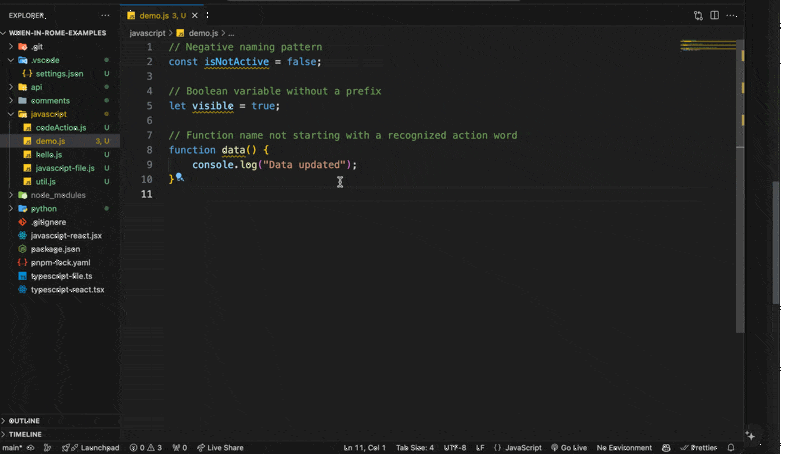 EXPLORER
demo.js 3, U
WHEN-IN-ROME-EXAMPLES
.git
.vscode
settings.json U
api
comments
javascript
codeAction.js U
demo.js 3, U
hello.js U
javascript-file.js U
util.js U
node_modules
python
.gitignore
javascript-react.jsx
package.json
pnpm-lock.yaml
typescript-file.ts
typescript-react.tsx
OUTLINE
TIMELINE
javascript > demo.js > ...
1 // Negative naming pattern
2 const isNotActive = false;
3
4 // Boolean variable without a prefix
5 let visible = true;
6
7 // Function name not starting with a recognized action word
8 function data() {
9 console.log("Data updated");
10 }
11
main* Launchpad 0 3 0 Live Share Ln 11, Col 1 Tab Size: 4 UTF-8 LF {} JavaScript Go Live No Environment Prettier